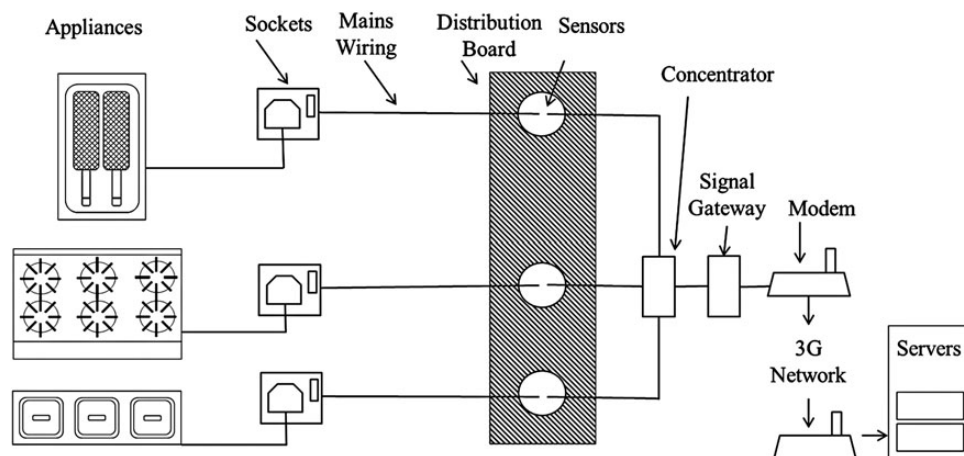 Appliances
Sockets
Mains
Wiring
Distribution
Board
Sensors
Concentrator
Signal
Gateway
Modem
3G
Network
Servers